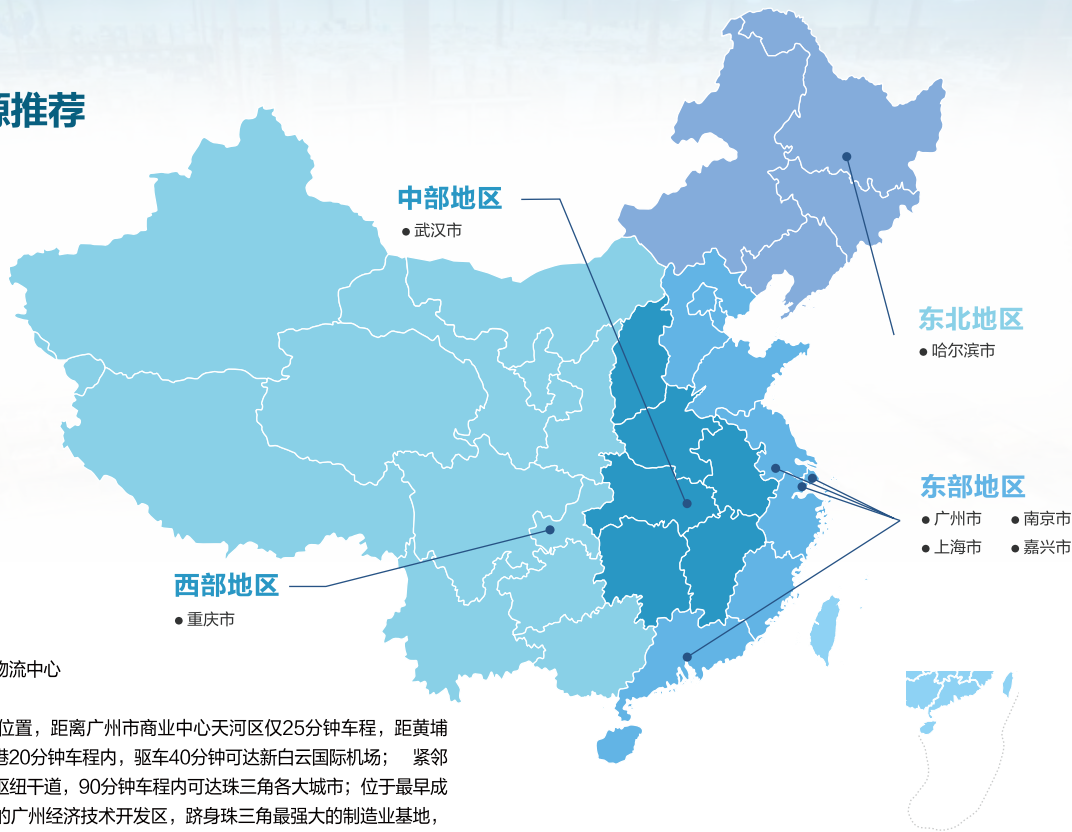 源推荐
中部地区
● 武汉市
东北地区
● 哈尔滨市
东部地区
● 广州市 ● 南京市
● 上海市 ● 嘉兴市
西部地区
● 重庆市
物流中心
位置，距离广州市商业中心天河区仅25分钟车程，距黄埔
港20分钟车程内，驱车40分钟可达新白云国际机场； 紧邻
枢纽干道，90分钟车程内可达珠三角各大城市；位于最早成
的广州经济技术开发区，跻身珠三角最强大的制造业基地，